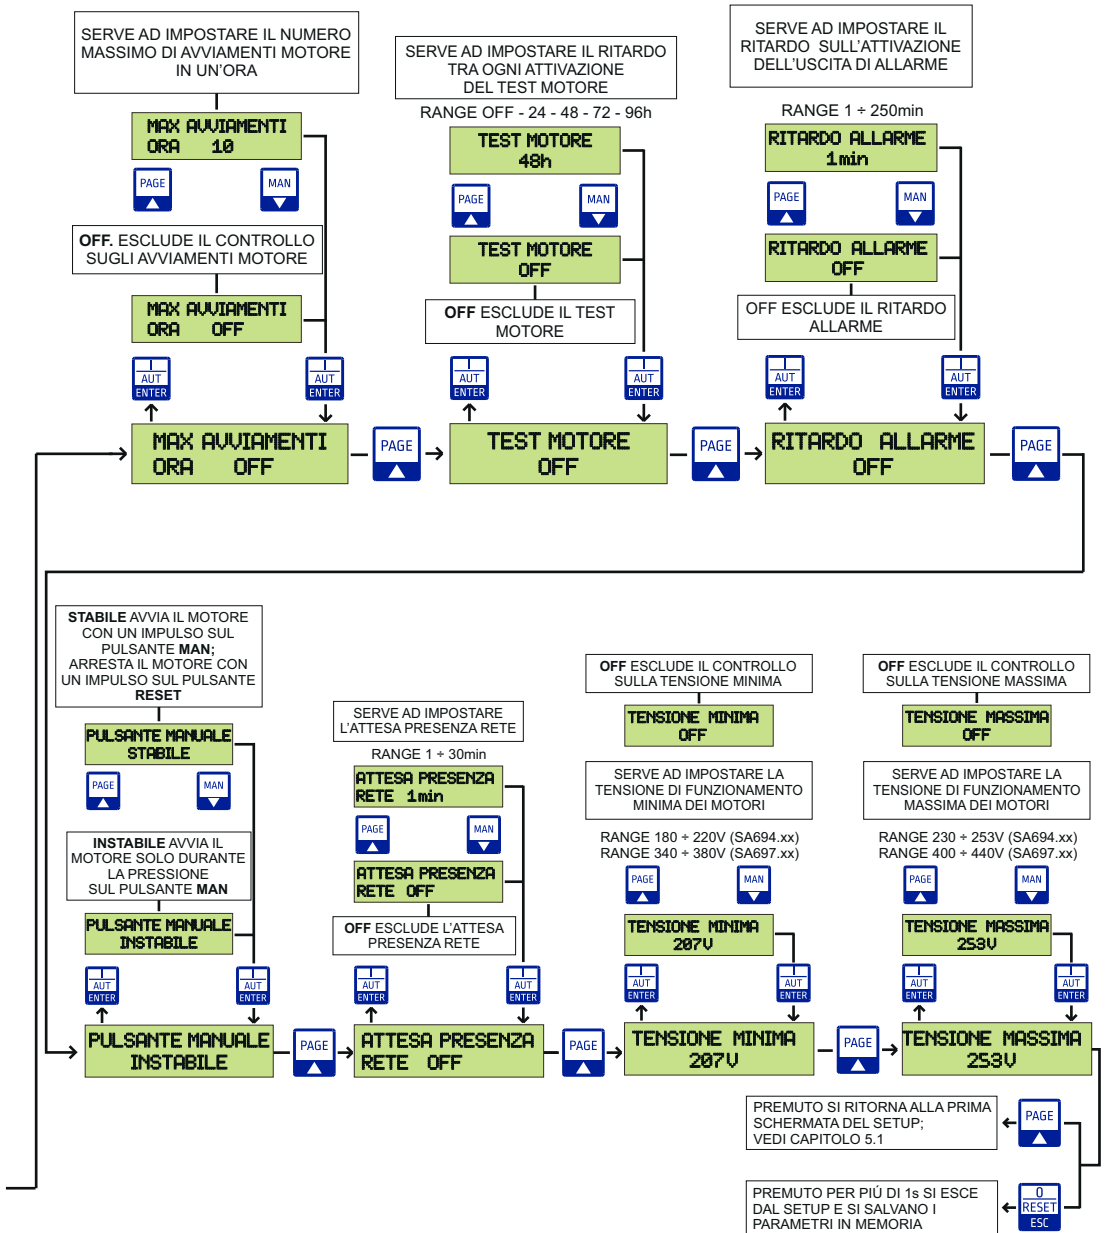 SERVE AD IMPOSTARE IL NUMERO
MASSIMO DI AVVIAMENTI MOTORE
IN UN'ORA
MAX AVVIAMENTI
ORA 10
PAGE
MAN
OFF. ESCLUDE IL CONTROLLO
SUGLI AVVIAMENTI MOTORE
MAX AVVIAMENTI
ORA OFF
AUT
ENTER
AUT
ENTER
MAX AVVIAMENTI
ORA OFF
PAGE
SERVE AD IMPOSTARE IL RITARDO
TRA OGNI ATTIVAZIONE
DEL TEST MOTORE
RANGE OFF - 24 - 48 - 72 - 96h
TEST MOTORE
48h
PAGE
MAN
TEST MOTORE
OFF
OFF ESCLUDE IL TEST
MOTORE
AUT
ENTER
AUT
ENTER
TEST MOTORE
OFF
PAGE
SERVE AD IMPOSTARE IL
RITARDO SULL'ATTIVAZIONE
DELL'USCITA DI ALLARME
RANGE 1 ÷ 250min
RITARDO ALLARME
1min
PAGE
MAN
RITARDO ALLARME
OFF
OFF ESCLUDE IL RITARDO
ALLARME
AUT
ENTER
AUT
ENTER
RITARDO ALLARME
OFF
PAGE
STABILE AVVIA IL MOTORE
CON UN IMPULSO SUL
PULSANTE MAN;
ARRESTA IL MOTORE CON
UN IMPULSO SUL PULSANTE
RESET
PULSANTE MANUALE
STABILE
PAGE
MAN
INSTABILE AVVIA IL
MOTORE SOLO DURANTE
LA PRESSIONE
SUL PULSANTE MAN
PULSANTE MANUALE
INSTABILE
AUT
ENTER
AUT
ENTER
PULSANTE MANUALE
INSTABILE
PAGE
SERVE AD IMPOSTARE
L'ATTESA PRESENZA RETE
RANGE 1 ÷ 30min
ATTESA PRESENZA
RETE 1min
PAGE
MAN
ATTESA PRESENZA
RETE OFF
OFF ESCLUDE L'ATTESA
PRESENZA RETE
AUT
ENTER
AUT
ENTER
ATTESA PRESENZA
RETE OFF
PAGE
OFF ESCLUDE IL CONTROLLO
SULLA TENSIONE MINIMA
TENSIONE MINIMA
OFF
SERVE AD IMPOSTARE LA
TENSIONE DI FUNZIONAMENTO
MINIMA DEI MOTORI
RANGE 180 ÷ 220V (SA694.xx)
RANGE 340 ÷ 380V (SA697.xx)
PAGE
MAN
TENSIONE MINIMA
207V
AUT
ENTER
AUT
ENTER
TENSIONE MINIMA
207V
PAGE
OFF ESCLUDE IL CONTROLLO
SULLA TENSIONE MASSIMA
TENSIONE MASSIMA
OFF
SERVE AD IMPOSTARE LA
TENSIONE DI FUNZIONAMENTO
MASSIMA DEI MOTORI
RANGE 230 ÷ 253V (SA694.xx)
RANGE 400 ÷ 440V (SA697.xx)
PAGE
MAN
TENSIONE MASSIMA
253V
AUT
ENTER
AUT
ENTER
TENSIONE MASSIMA
253V
PREMUTO SI RITORNA ALLA PRIMA
SCHERMATA DEL SETUP;
VEDI CAPITOLO 5.1
PAGE
PREMUTO PER PIÚ DI 1s SI ESCE
DAL SETUP E SI SALVANO I
PARAMETRI IN MEMORIA
0
RESET
ESC